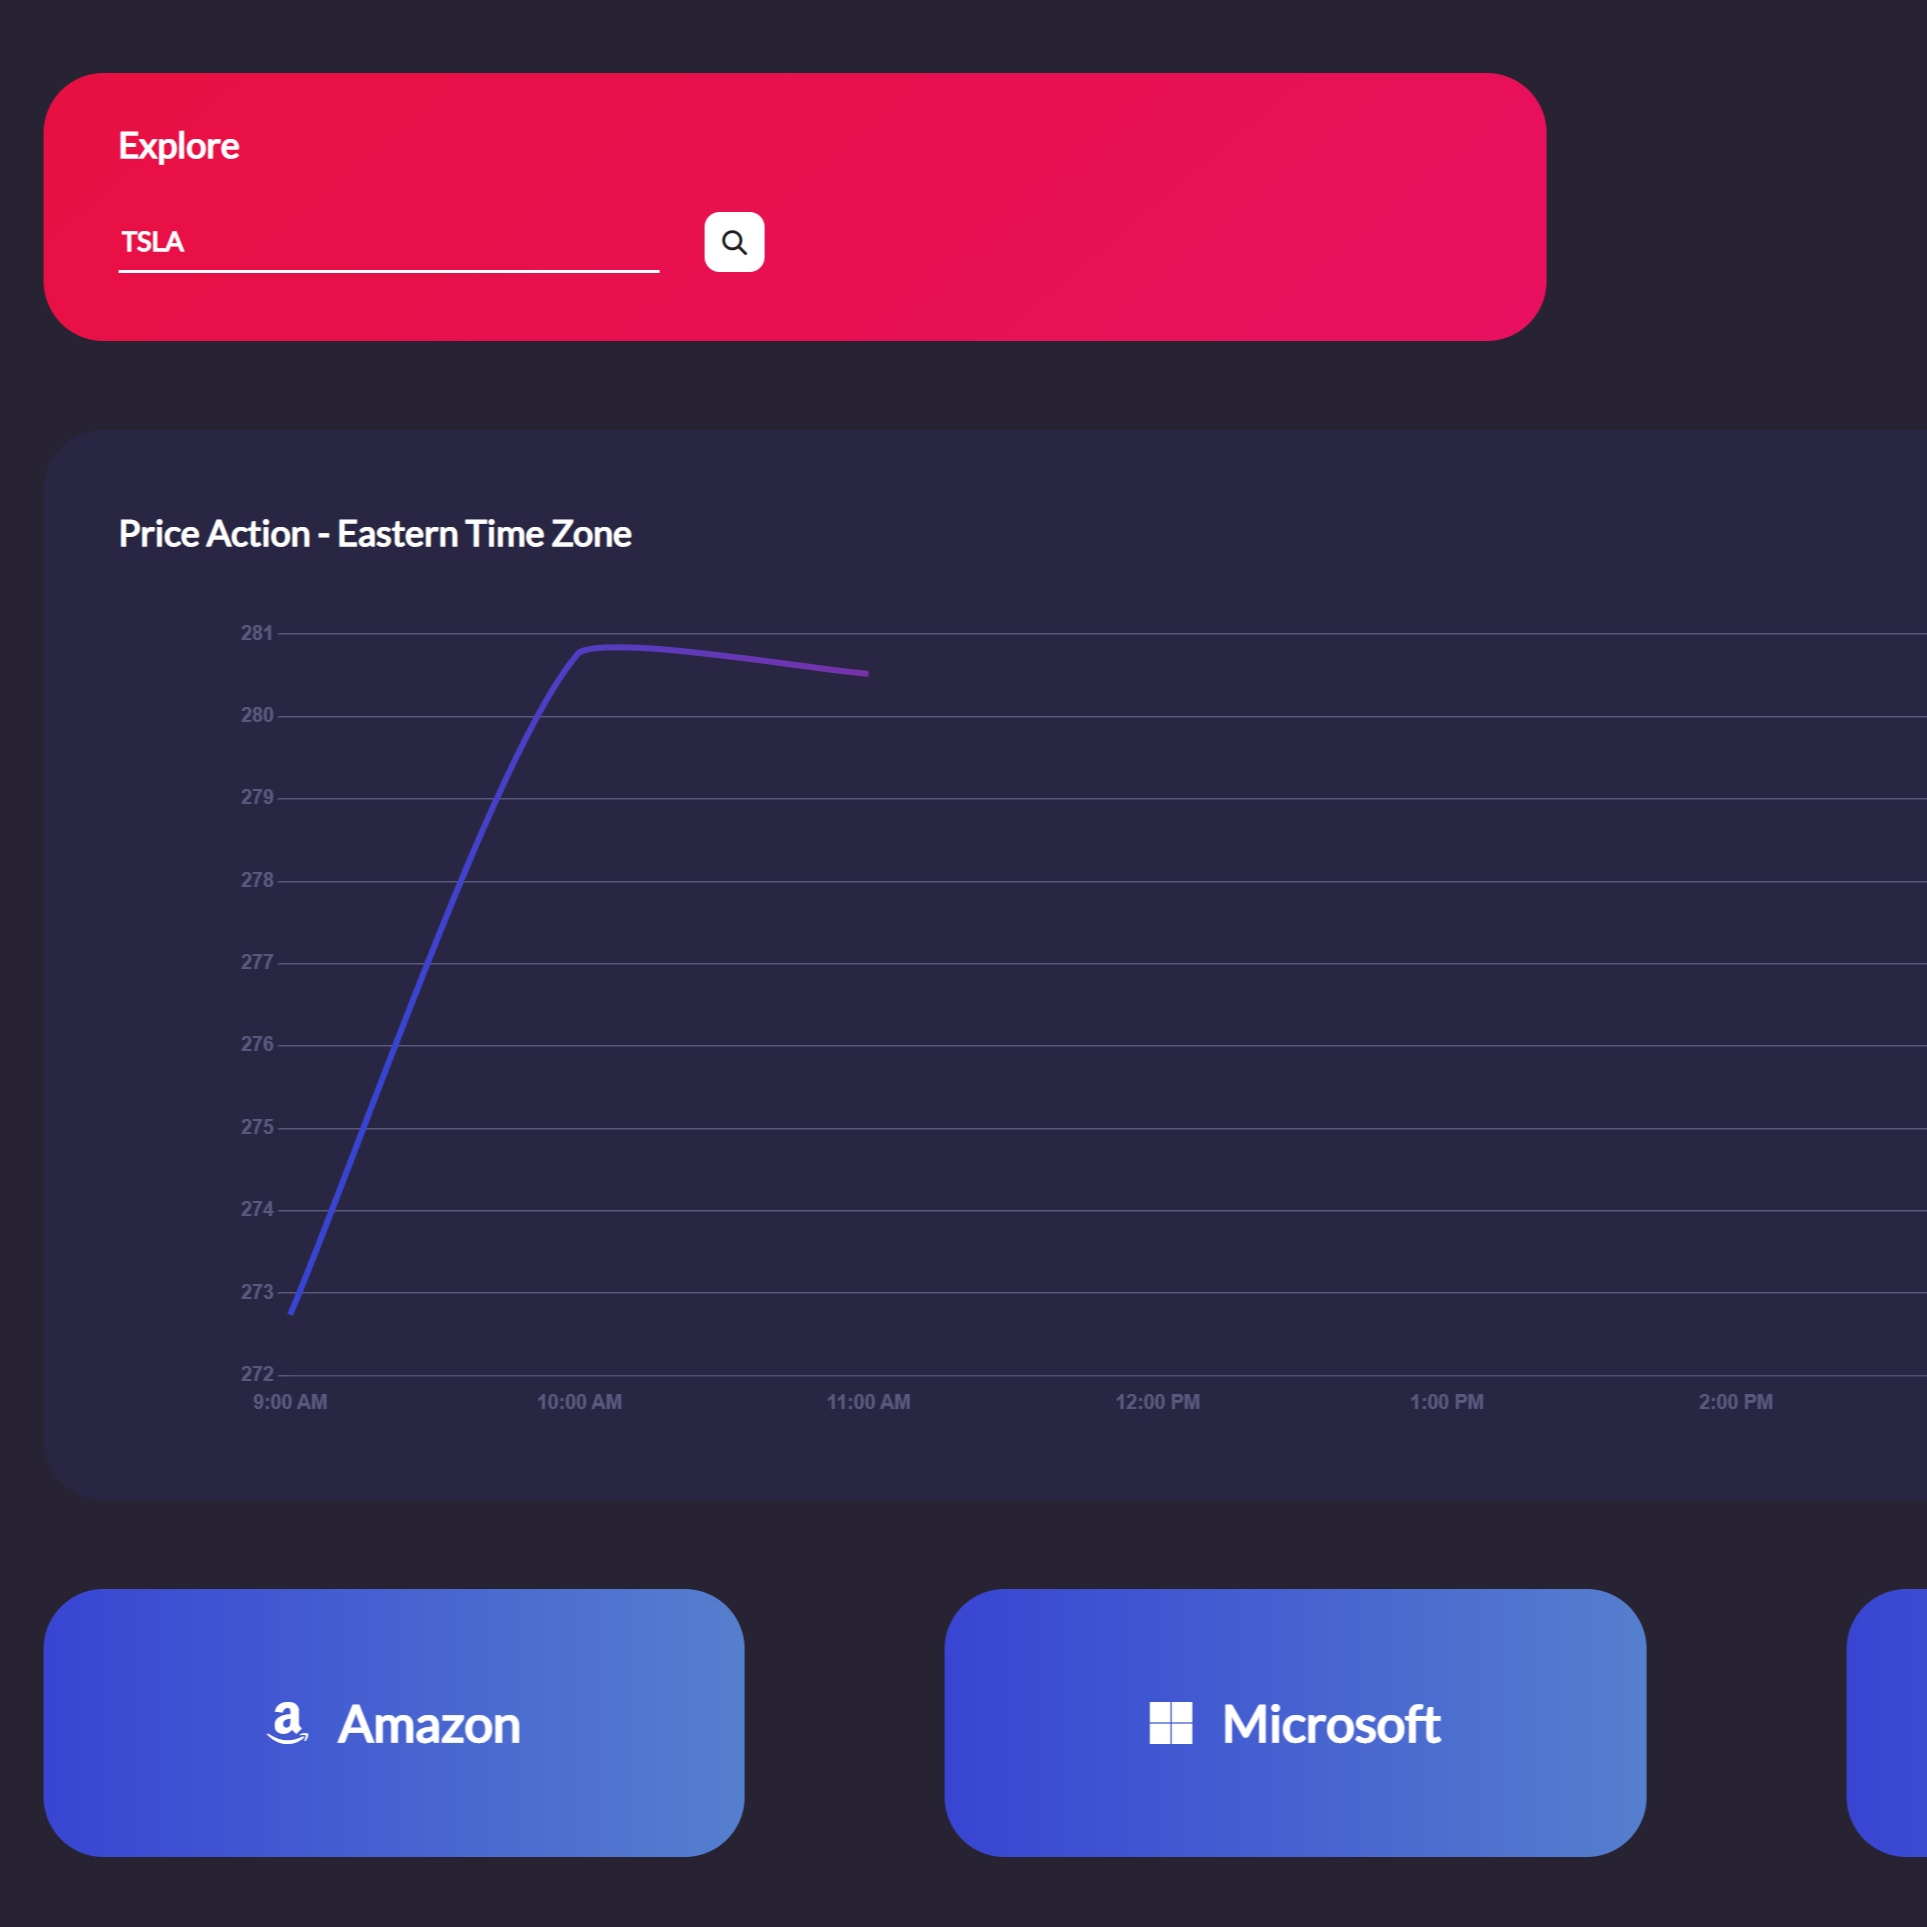 Explore
TSLA
Price Action - Eastern Time Zone
281
280
279
278
277
276
275
274
273
272
9:00 AM 10:00 AM 11:00 AM 12:00 PM 1:00 PM 2:00 PM
Amazon Microsoft